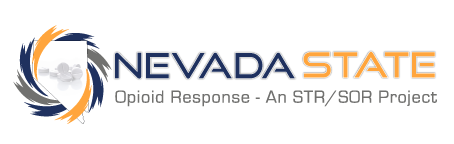 NEVADA STATE
Opioid Response - An STR/SOR Project